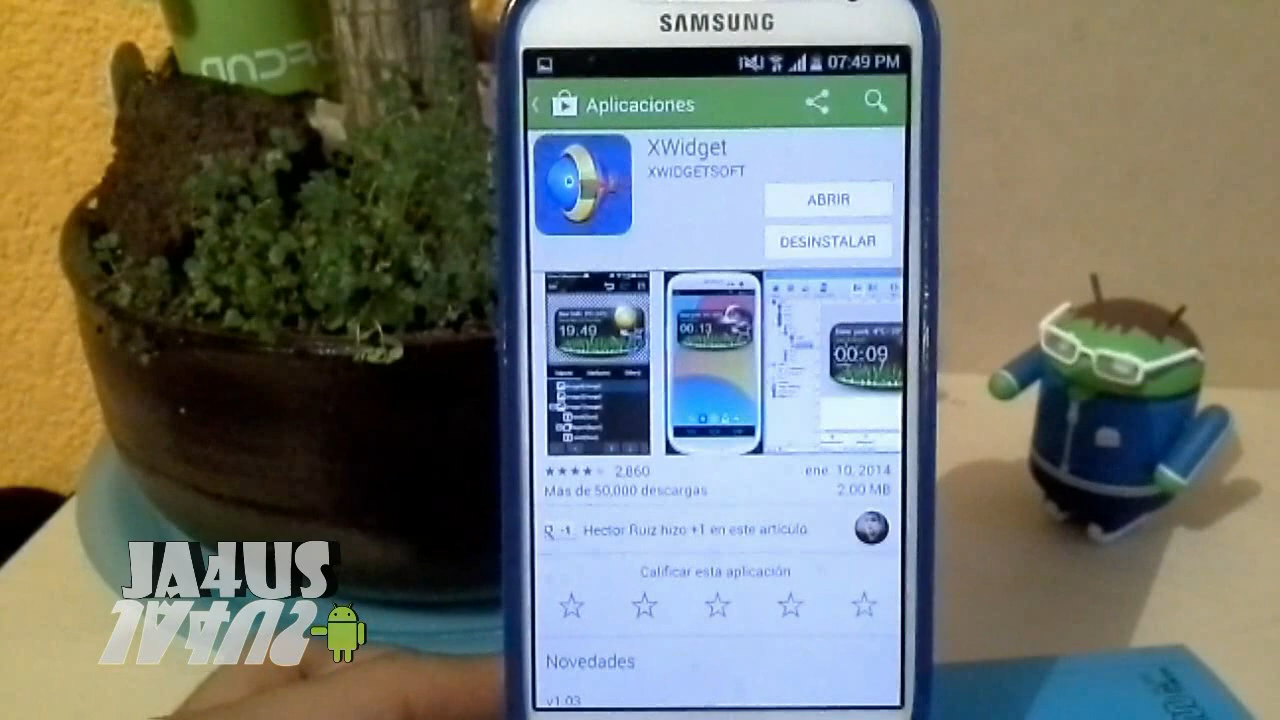 SAMSUNG
07:49 PM
Aplicaciones
XWidget
XWIDGETSOFT
ABRIR
DESINSTALAR
19.49
00:13
00:09
2,860
ene. 10, 2014
Más de 50,000 descargas
2.00 MB
Hector Ruiz hizo +1 en este artículo.
Calificar esta aplicación
Novedades
v1.03
JA4US